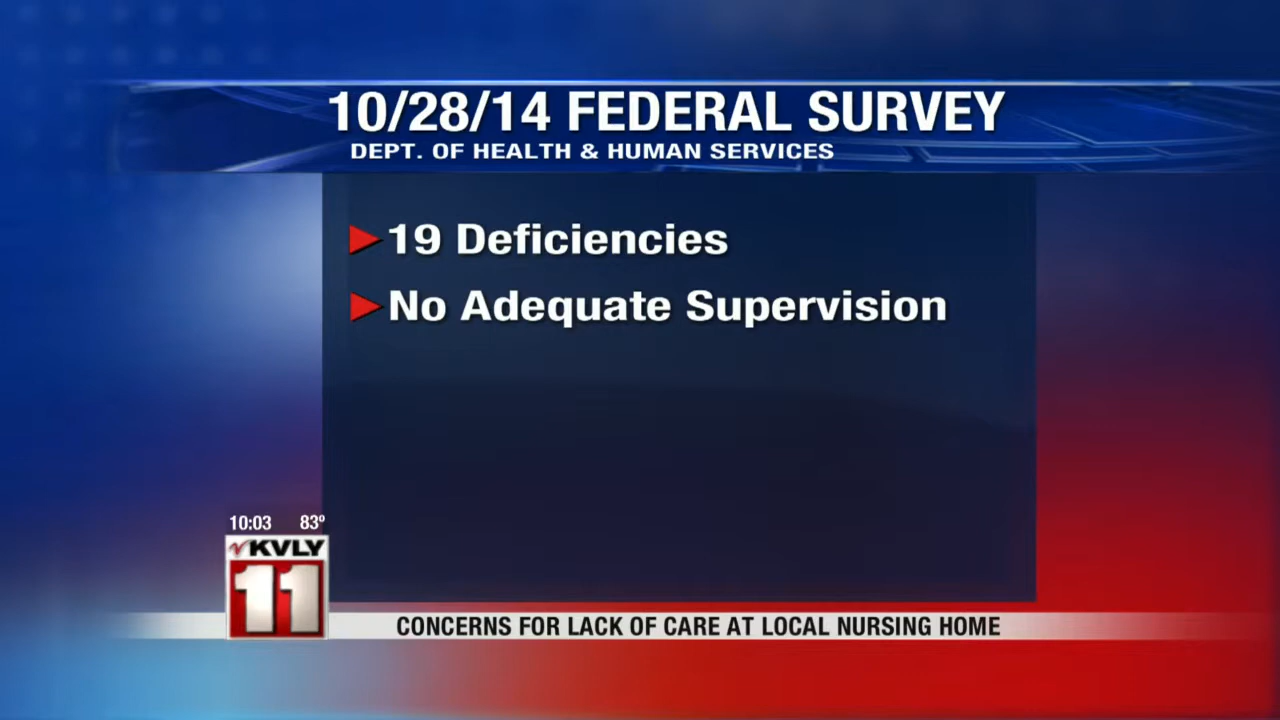 10/28/14 FEDERAL SURVEY
DEPT. OF HEALTH & HUMAN SERVICES
19 Deficiencies
No Adequate Supervision
10:03 83º
KVLY
11
CONCERNS FOR LACK OF CARE AT LOCAL NURSING HOME